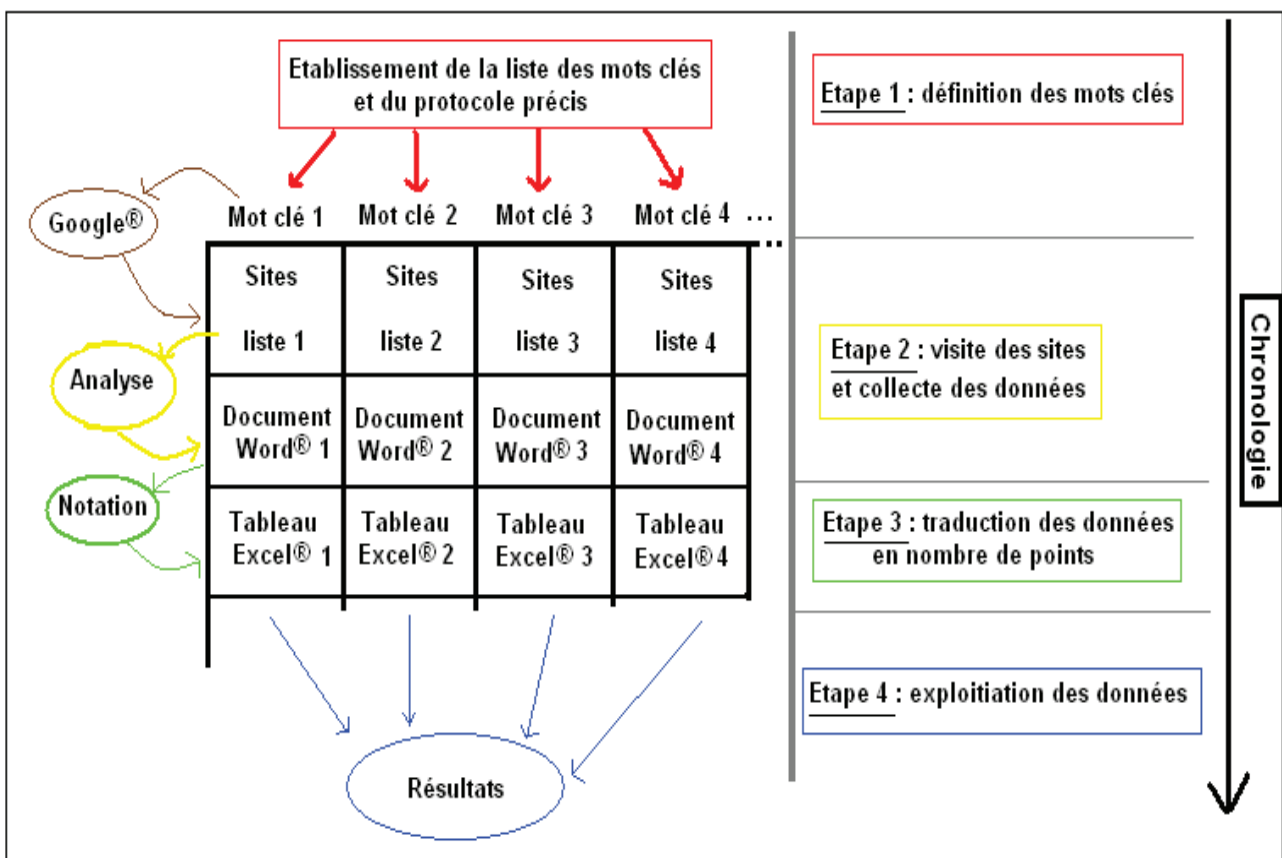 Etablissement de la liste des mots clés
et du protocole précis
Etape 1 : définition des mots clés
Google®
Mot clé 1 Mot clé 2 Mot clé 3 Mot clé 4 ...
Sites Sites Sites Sites
liste 1 liste 2 liste 3 liste 4
Analyse
Etape 2 : visite des sites
et collecte des données
Document Document Document Document
Word® 1 Word® 2 Word® 3 Word® 4
Notation
Tableau Tableau Tableau Tableau
Excel® 1 Excel® 2 Excel® 3 Excel® 4
Etape 3 : traduction des données
en nombre de points
Etape 4 : exploitiation des données
Résultats
Chronologie